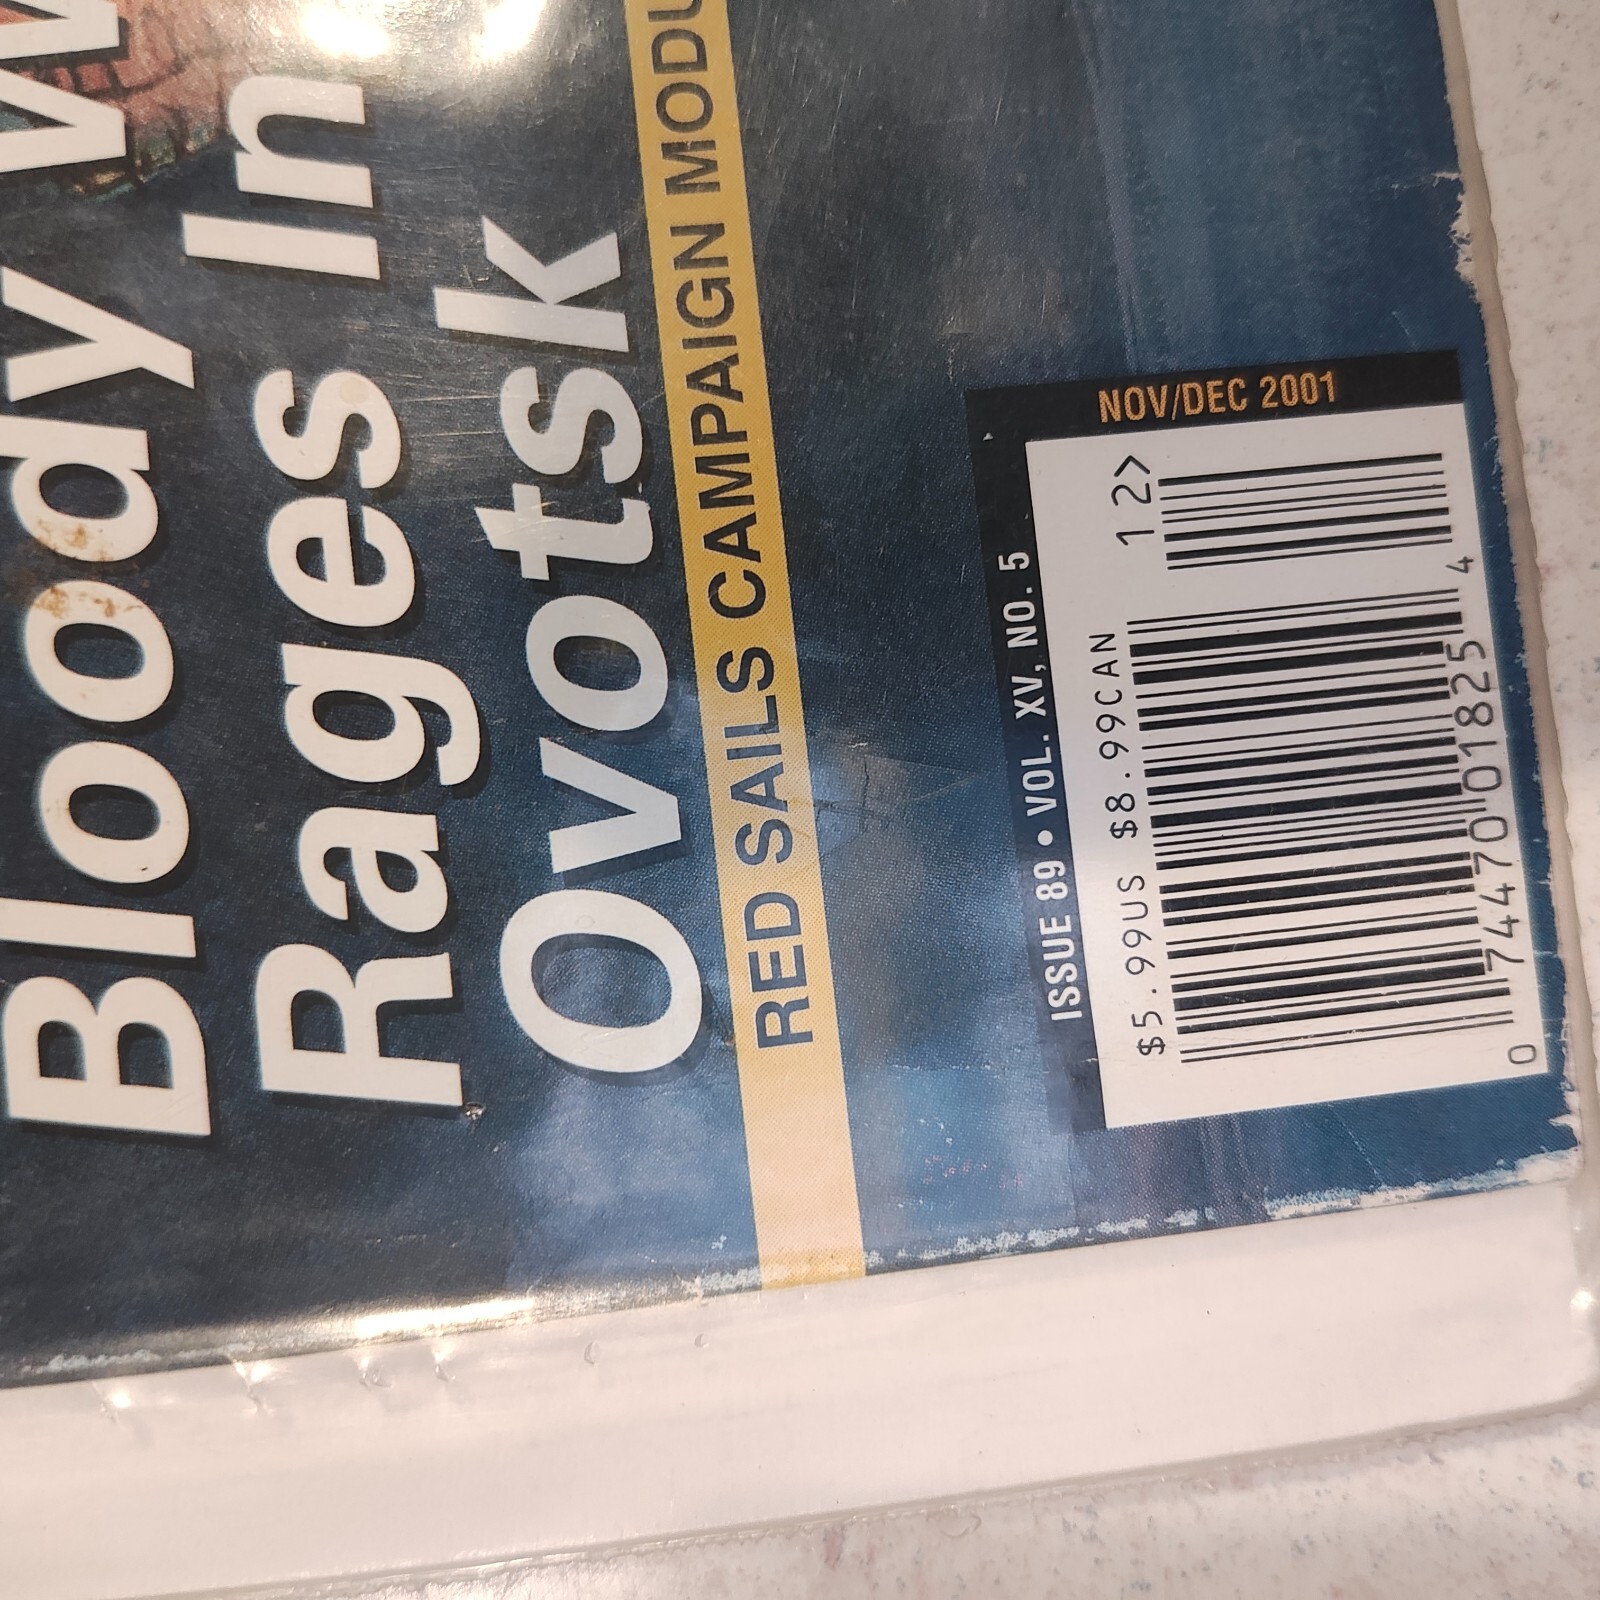 Bloody
Rages In
Ovotsk
RED SAILS CAMPAIGN
ISSUE 89 • VOL. XV, NO. 5
NOV/DEC 2001
$5.99US $8.99CAN
12>
0 74470 01825 4